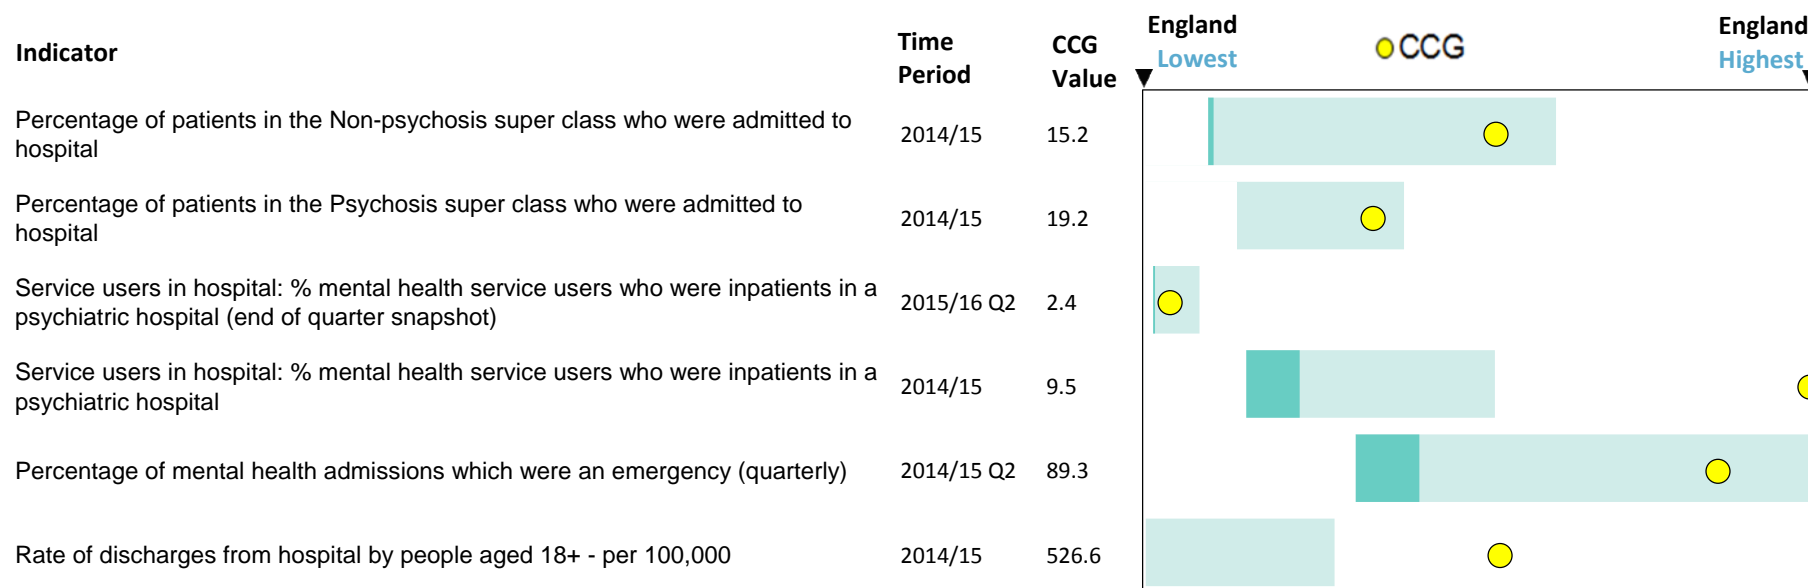 Indicator
Time Period
CCG Value
England Lowest
CCG
England Highest
Percentage of patients in the Non-psychosis super class who were admitted to
hospital
2014/15
15.2
Percentage of patients in the Psychosis super class who were admitted to
hospital
2014/15
19.2
Service users in hospital: % mental health service users who were inpatients in a
psychiatric hospital (end of quarter snapshot)
2015/16 Q2
2.4
Service users in hospital: % mental health service users who were inpatients in a
psychiatric hospital
2014/15
9.5
Percentage of mental health admissions which were an emergency (quarterly)
2014/15 Q2
89.3
Rate of discharges from hospital by people aged 18+ - per 100,000
2014/15
526.6